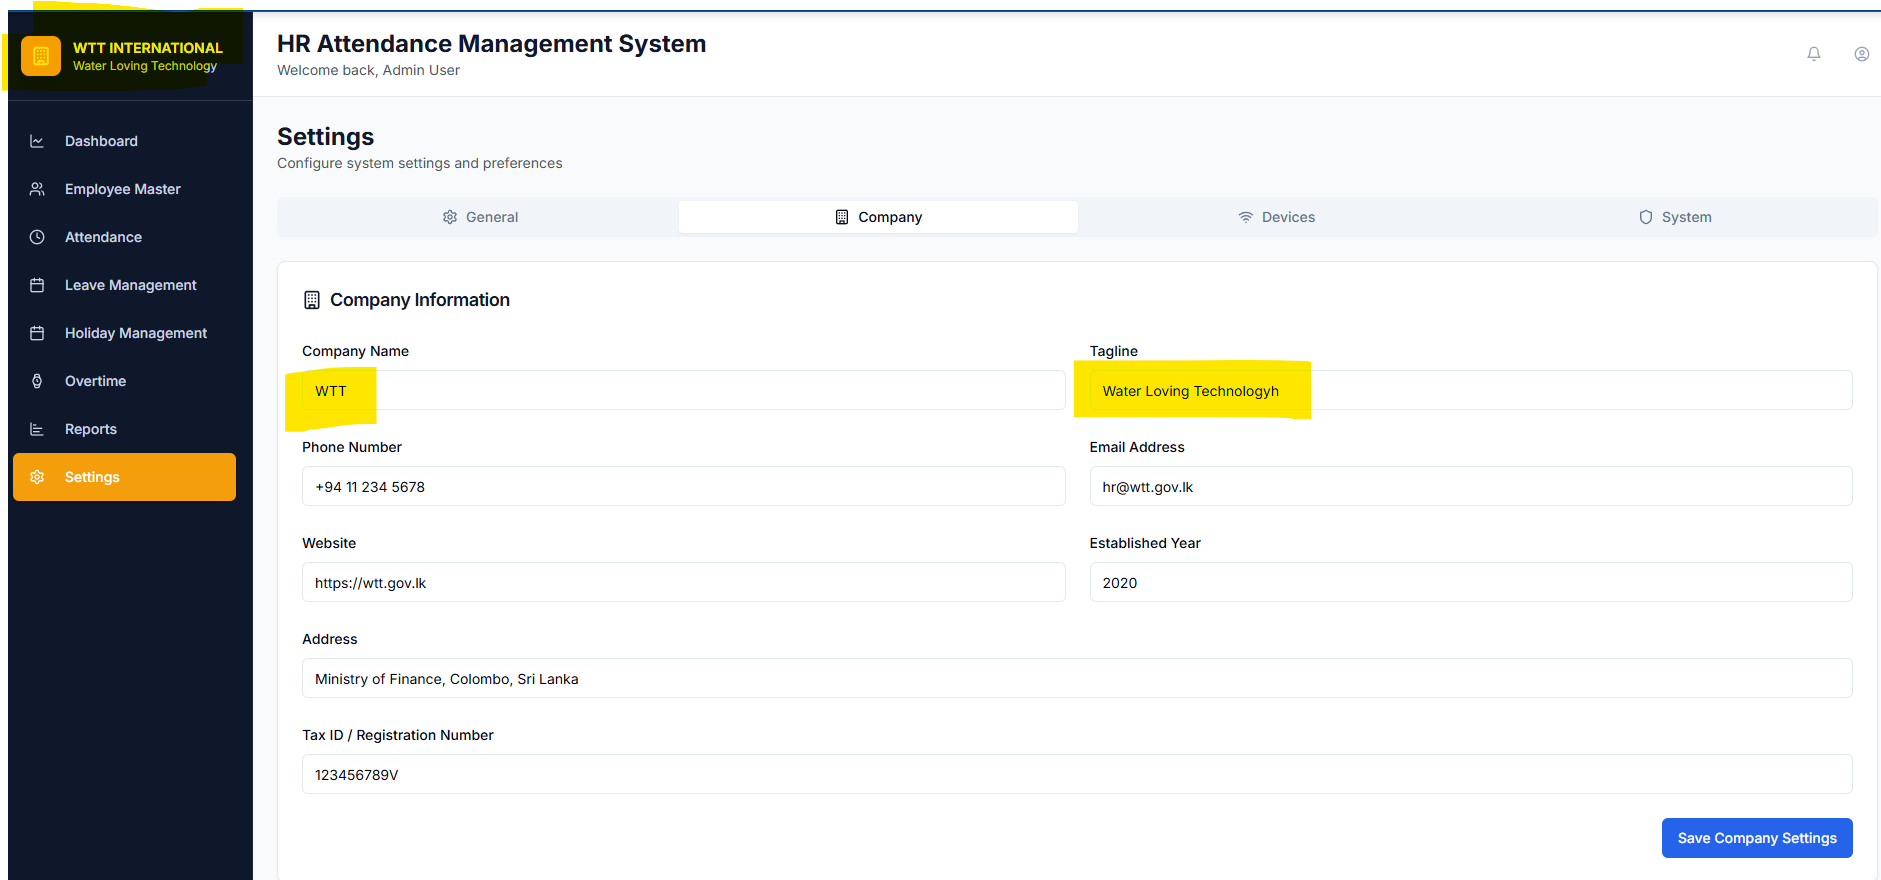 WTT INTERNATIONAL
Water Loving Technology
HR Attendance Management System
Welcome back, Admin User
Dashboard
Employee Master
Attendance
Leave Management
Holiday Management
Overtime
Reports
Settings
Settings
Configure system settings and preferences
General
Company
Devices
System
Company Information
Company Name
WTT
Tagline
Water Loving Technologyh
Phone Number
+94 11 234 5678
Email Address
hr@wtt.gov.lk
Website
https://wtt.gov.lk
Established Year
2020
Address
Ministry of Finance, Colombo, Sri Lanka
Tax ID / Registration Number
123456789V
Save Company Settings